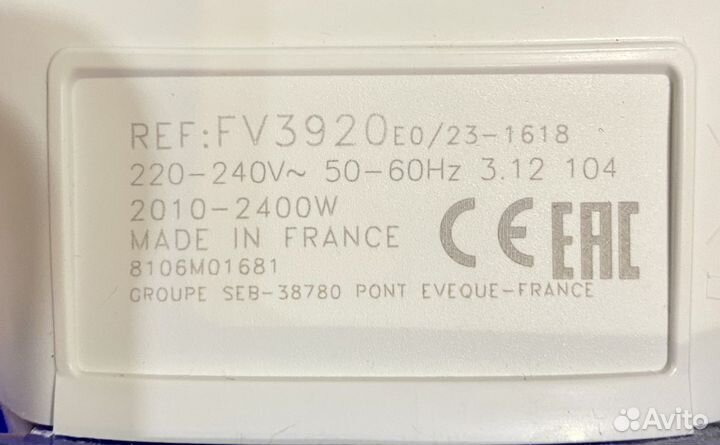 REF:FV3920E0/23-1618
220-240V~ 50-60Hz 3.12 104
2010-2400W
MADE IN FRANCE
8106M01681
CE EAC
GROUPE SEB-38780 PONT EVEQUE-FRANCE
Avito